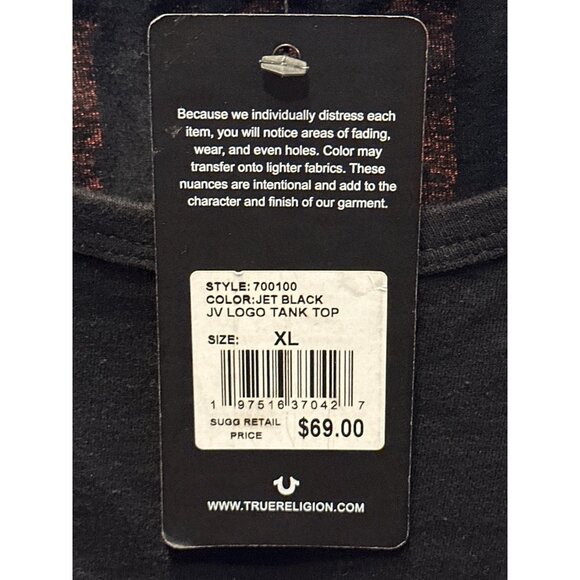 Because we individually distress each
item, you will notice areas of fading,
wear, and even holes. Color may
transfer onto lighter fabrics. These
nuances are intentional and add to the
character and finish of our garment.
STYLE: 700100
COLOR:JET BLACK
JV LOGO TANK TOP
SIZE: XL
1 97516 37042 7
SUGG RETAIL PRICE $69.00
WWW.TRUERELIGION.COM